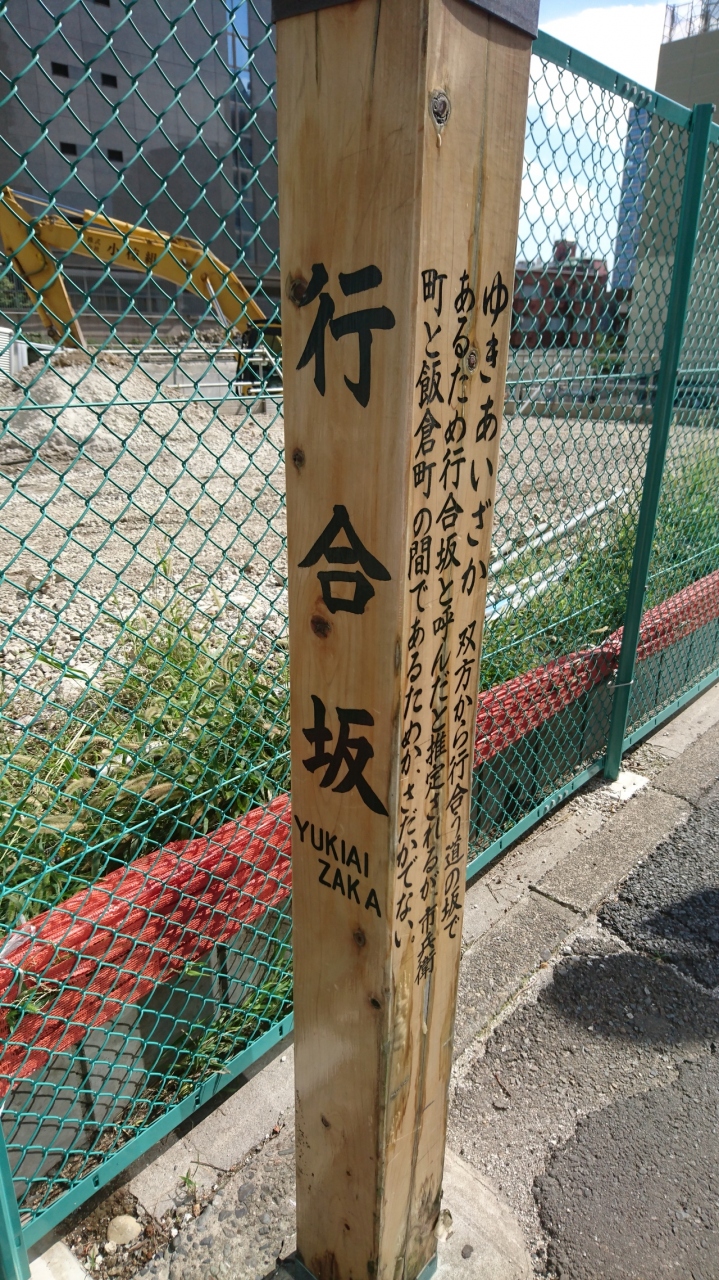 行合坂
YUKIAI
ZAKA
ゆきあいざか 双方から行合う道の坂で
あるため行合坂と呼んだと推定されるが、市兵衛
町と飯倉町の間であるためか、さだかでない。